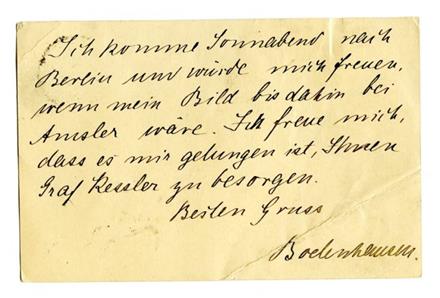 Ich komme Sonnabend nach
Berlin und würde mich freuen,
wenn mein Bild bis dahin bei
Amsler wäre. Ich freue mich,
dass es mir gelungen ist, Ihnen
Graf Kessler zu besorgen.
Besten Gruss
Bodenhausen.